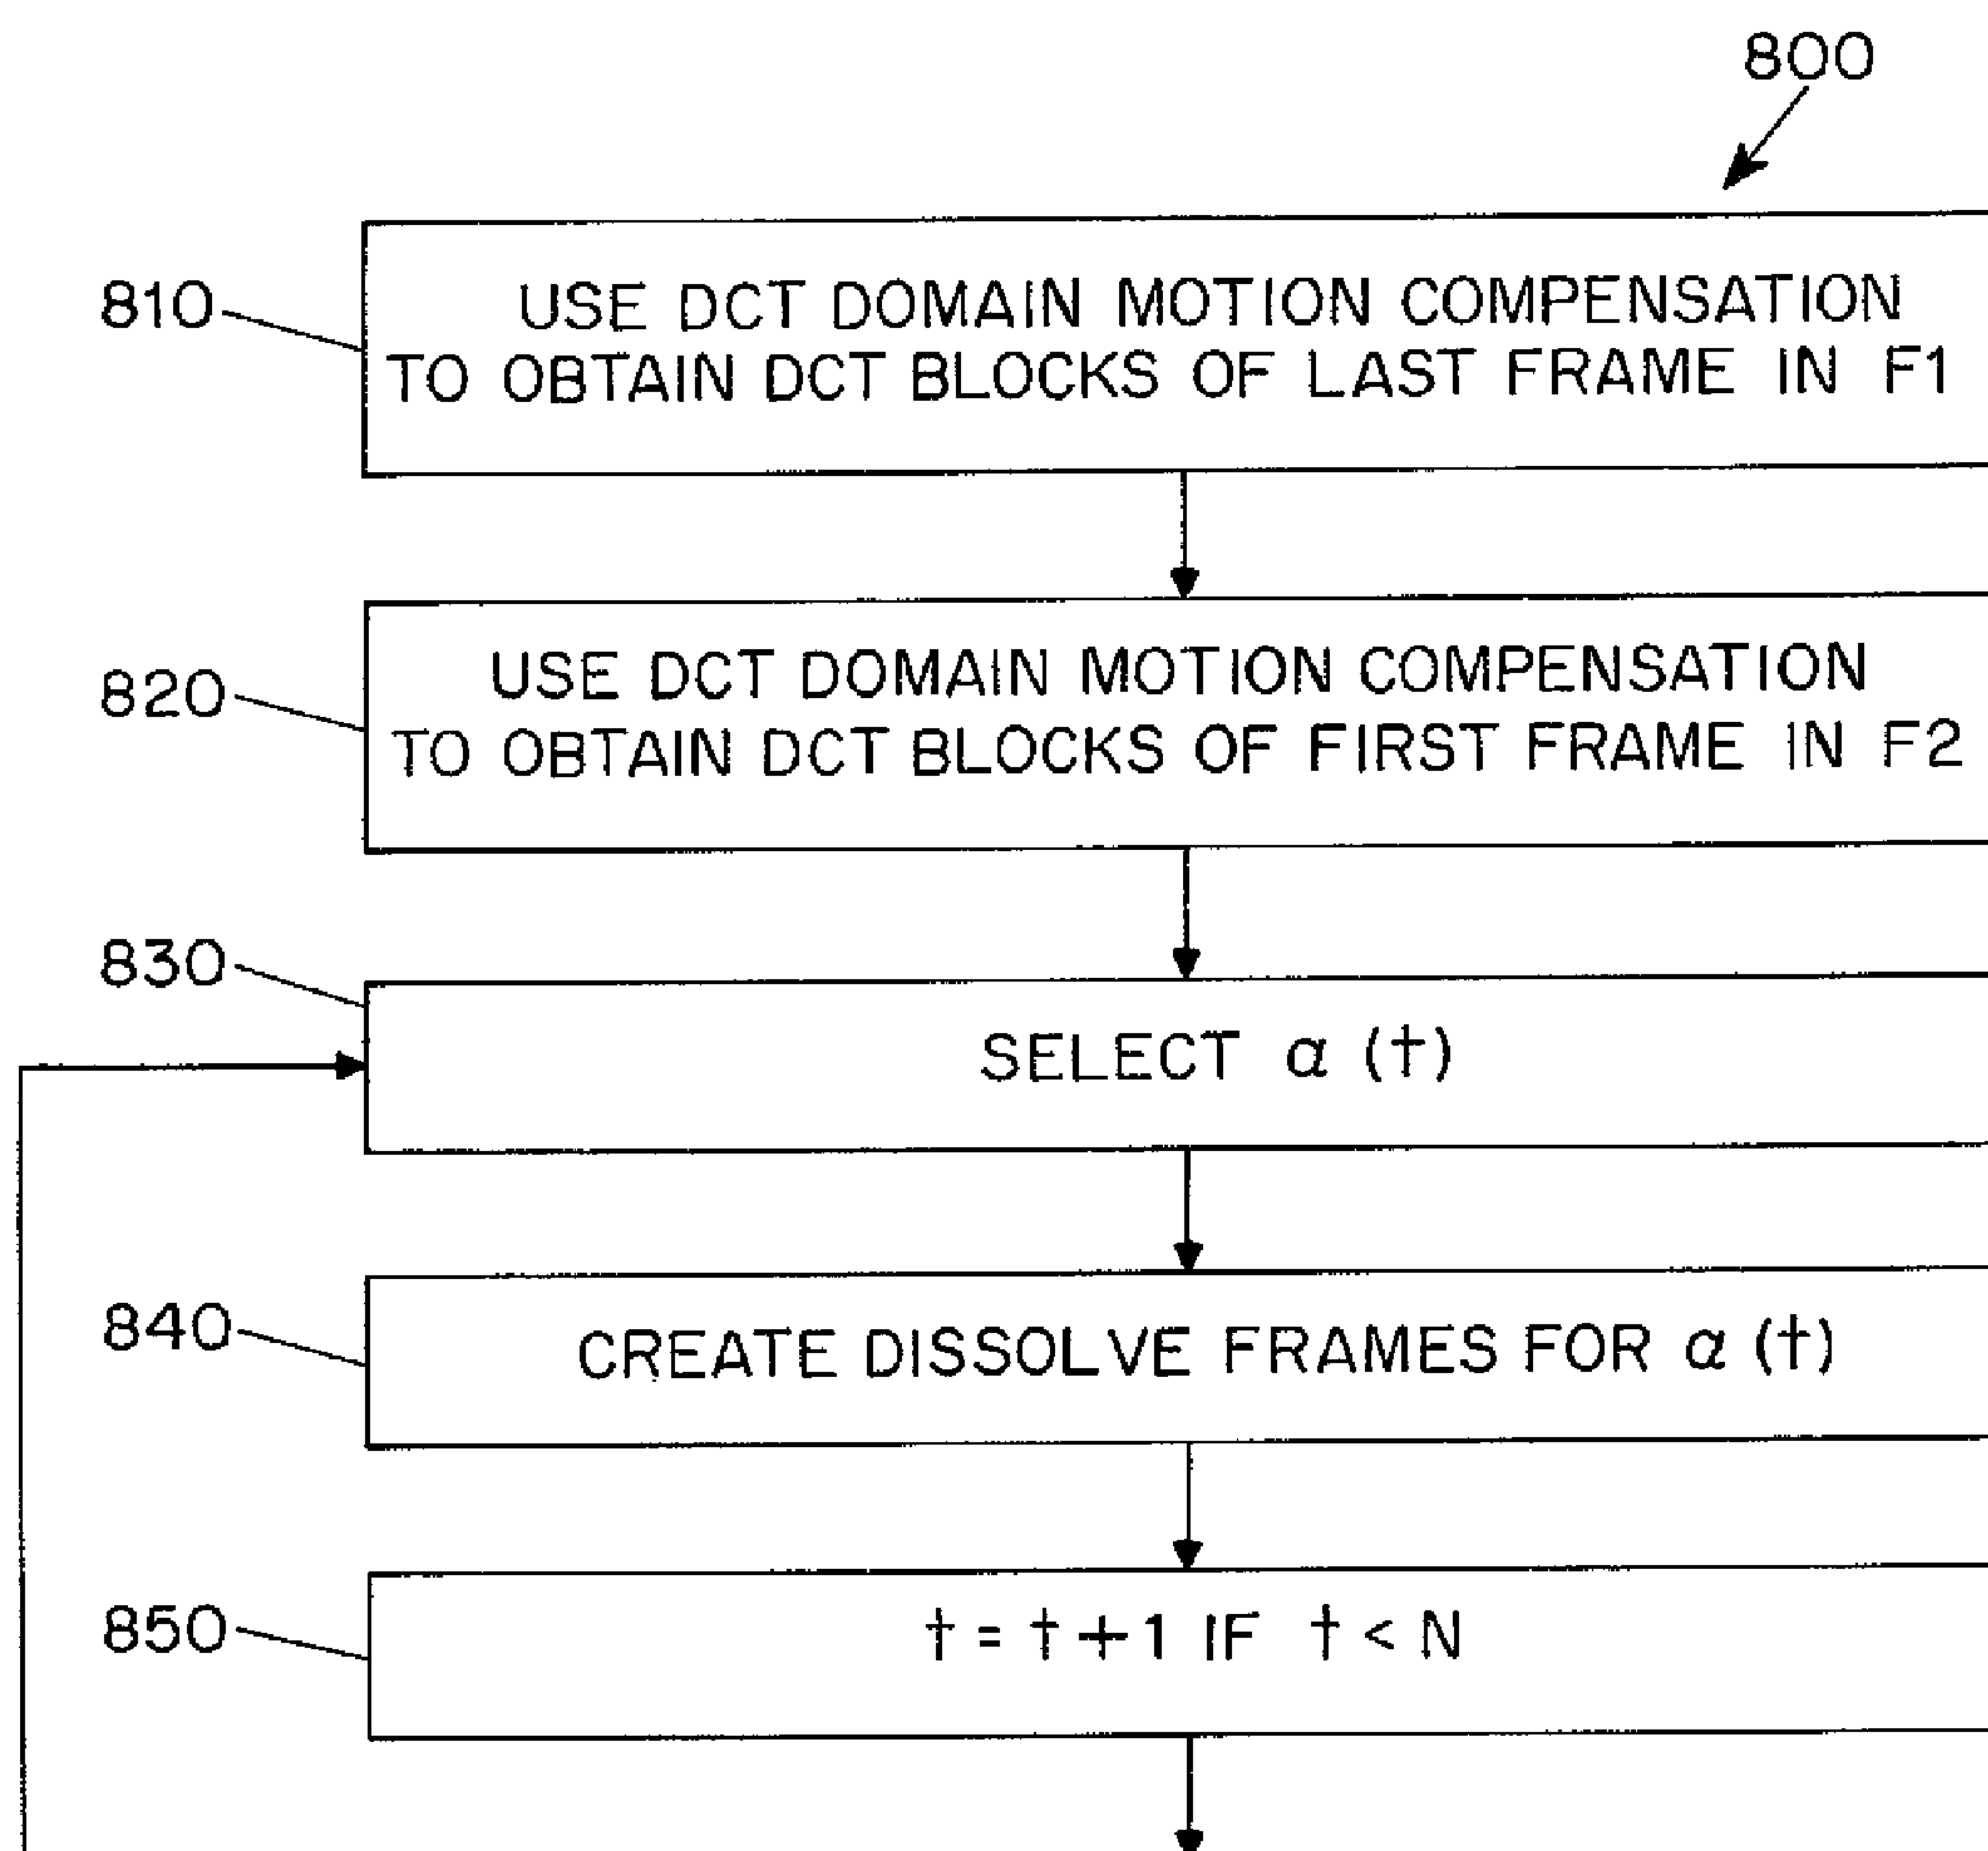 800
810
USE DCT DOMAIN MOTION COMPENSATION
TO OBTAIN DCT BLOCKS OF LAST FRAME IN F1
820
USE DCT DOMAIN MOTION COMPENSATION
TO OBTAIN DCT BLOCKS OF FIRST FRAME IN F2
830
SELECT α (t)
840
CREATE DISSOLVE FRAMES FOR α (t)
850
t = t + 1 IF t < N